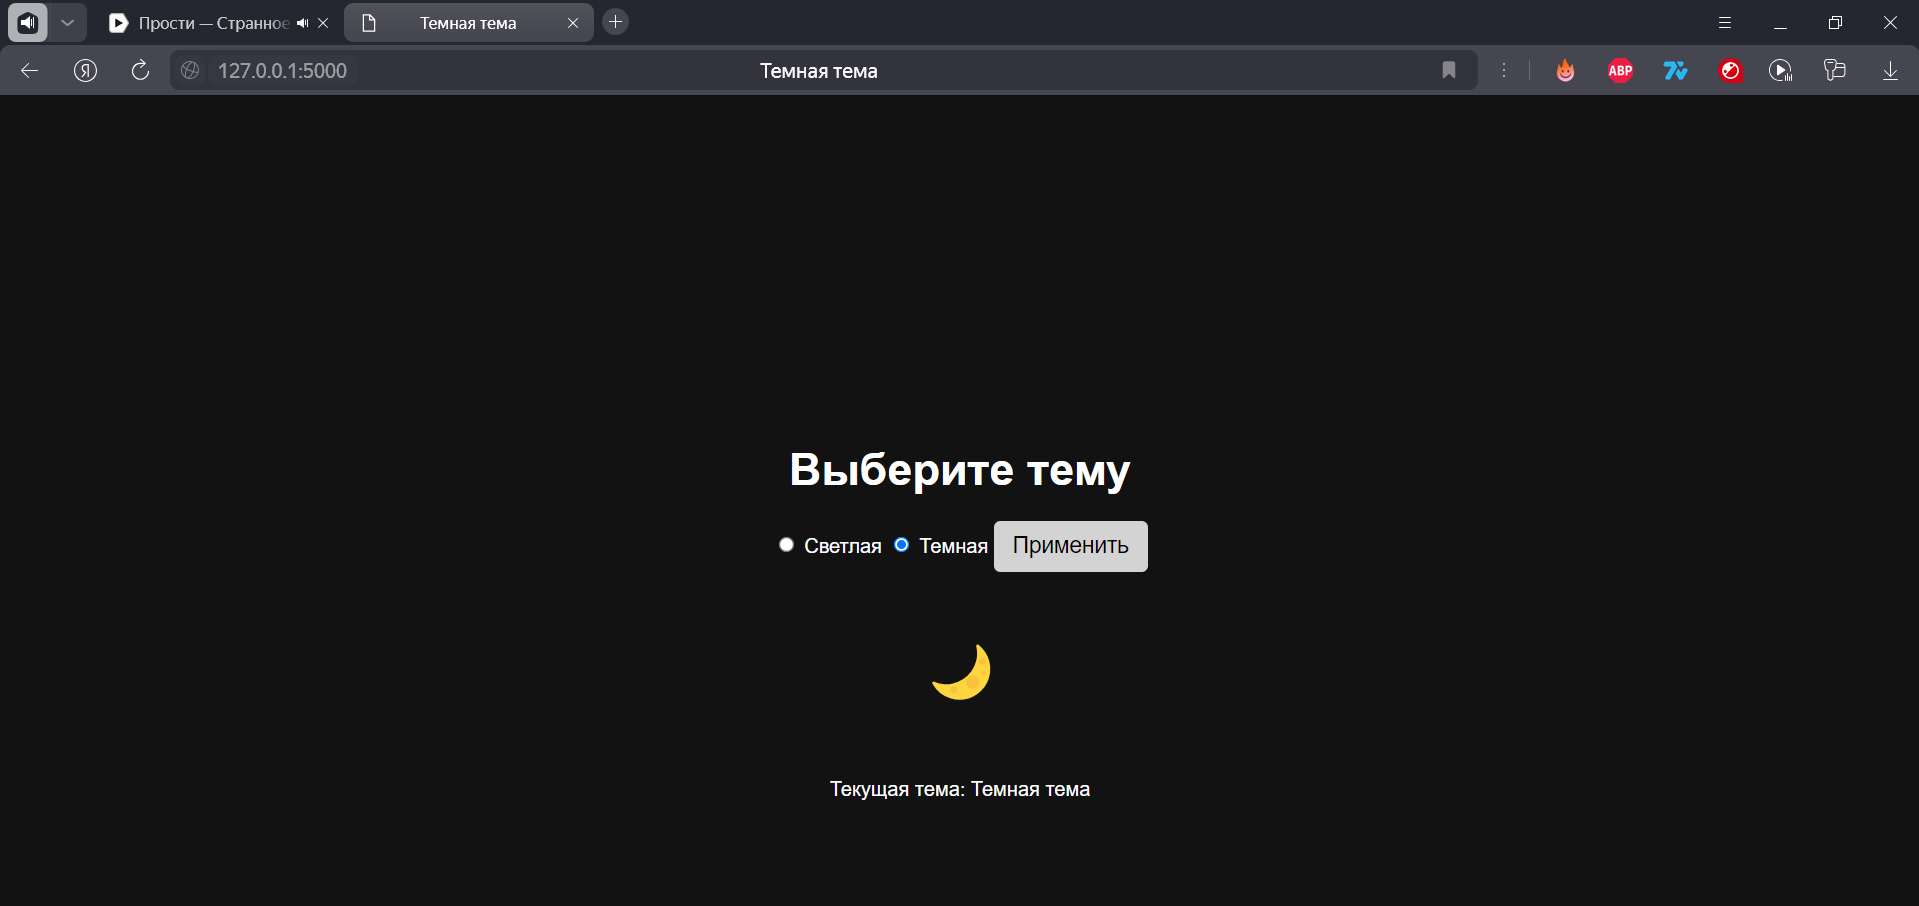 Прости — Странное
Темная тема
Я
127.0.0.1:5000
Темная тема
ABP
7V
Выберите тему
Светлая
Темная
Применить
Текущая тема: Темная тема